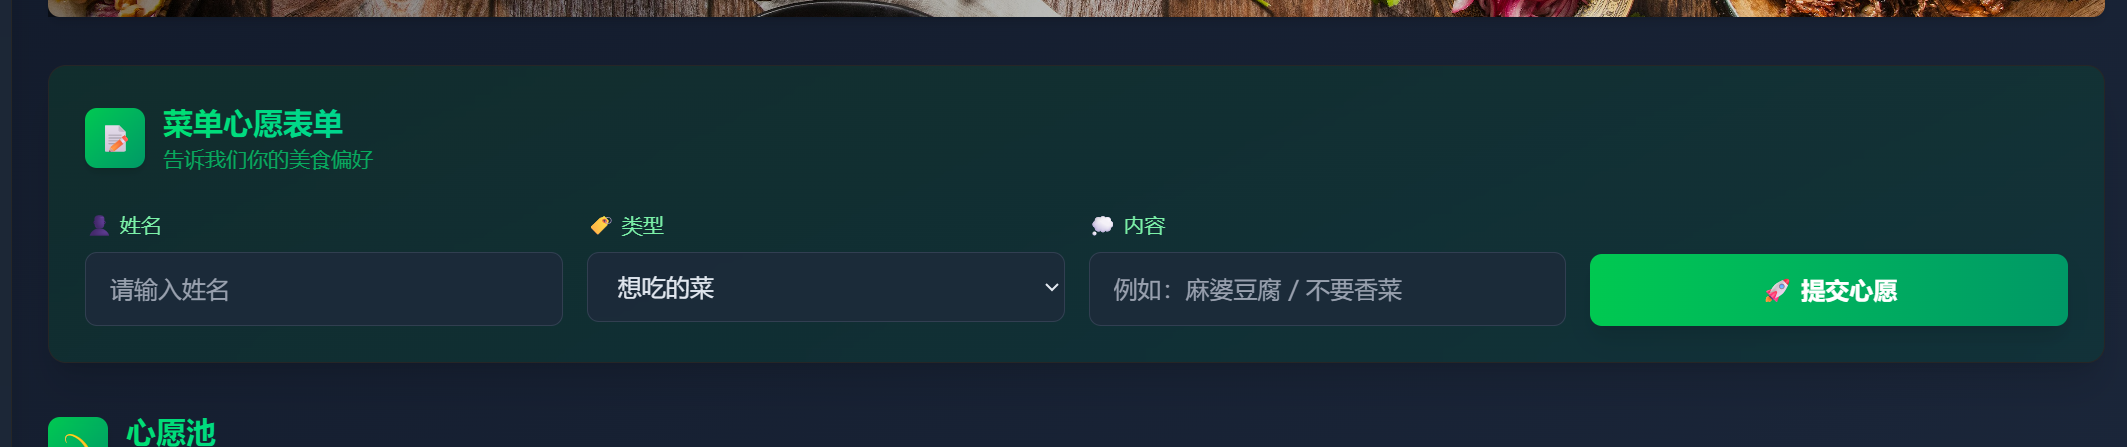 菜单心愿表单
告诉我们你的美食偏好
姓名
类型
内容
请输入姓名
想吃的菜
例如：麻婆豆腐 / 不要香菜
提交心愿
心愿池